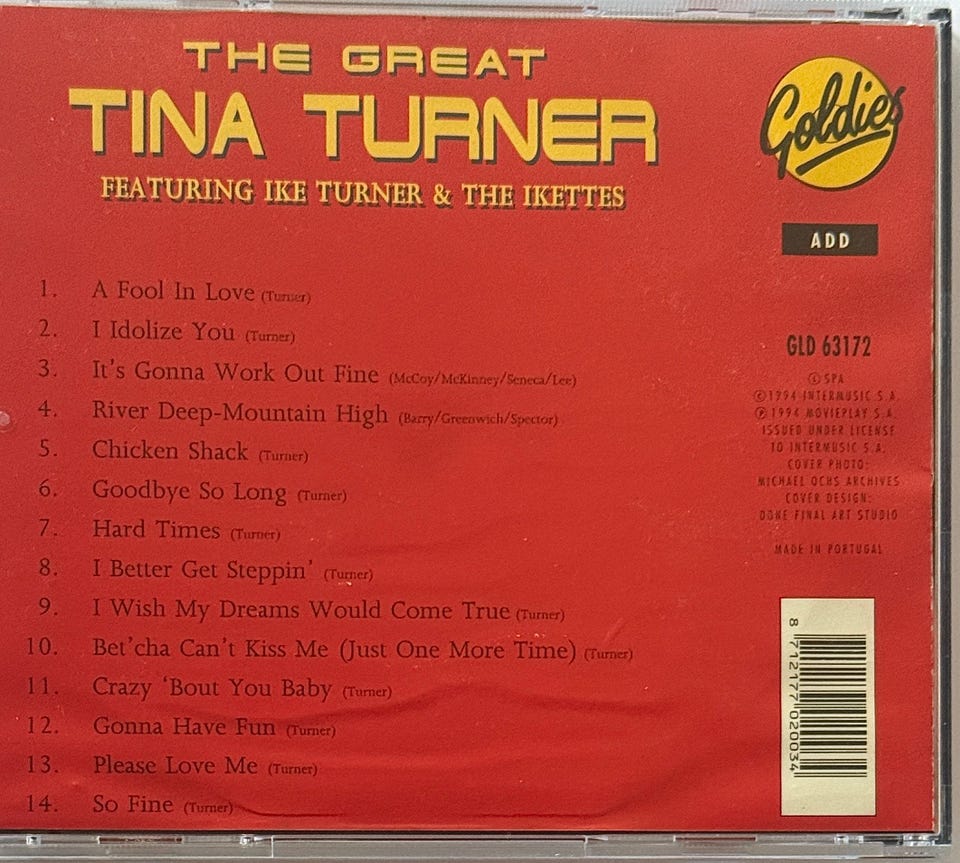 THE GREAT
TINA TURNER
FEATURING IKE TURNER & THE IKETTES
Goldies
ADD
1. A Fool In Love (Turner)
2. I Idolize You (Turner)
3. It's Gonna Work Out Fine (McCoy/McKinney/Seneca/Lee)
4. River Deep-Mountain High (Barry/Greenwich/Spector)
5. Chicken Shack (Turner)
6. Goodbye So Long (Turner)
7. Hard Times (Turner)
8. I Better Get Steppin' (Turner)
9. I Wish My Dreams Would Come True (Turner)
10. Bet'cha Can't Kiss Me (Just One More Time) (Turner)
11. Crazy 'Bout You Baby (Turner)
12. Gonna Have Fun (Turner)
13. Please Love Me (Turner)
14. So Fine (Turner)
GLD 63172
SPA
© 1994 INTERMUSIC S.A.
℗ 1994 MOVIEPLAY S.A.
ISSUED UNDER LICENSE
TO INTERMUSIC S.A.
COVER PHOTO:
MICHAEL OCHS ARCHIVES
COVER DESIGN:
DONE FINAL ART STUDIO
MADE IN PORTUGAL
8 712177 020034